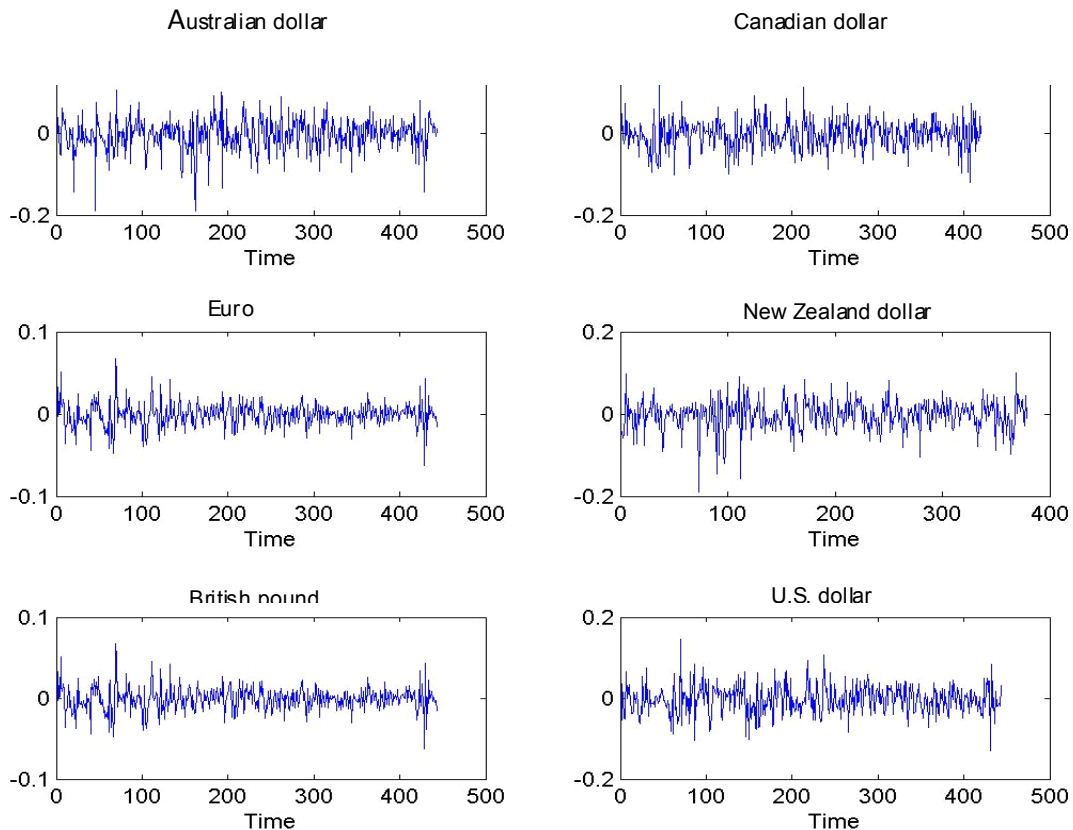 Australian dollar
Canadian dollar
0
-0.2
0 100 200 300 400 500
Time
0
-0.2
0 100 200 300 400 500
Time
Euro
0.1
0
-0.1
0 100 200 300 400 500
Time
New Zealand dollar
0.2
0
-0.2
0 100 200 300 400
Time
British pound
0.1
0
-0.1
0 100 200 300 400 500
Time
U.S. dollar
0.2
0
-0.2
0 100 200 300 400 500
Time